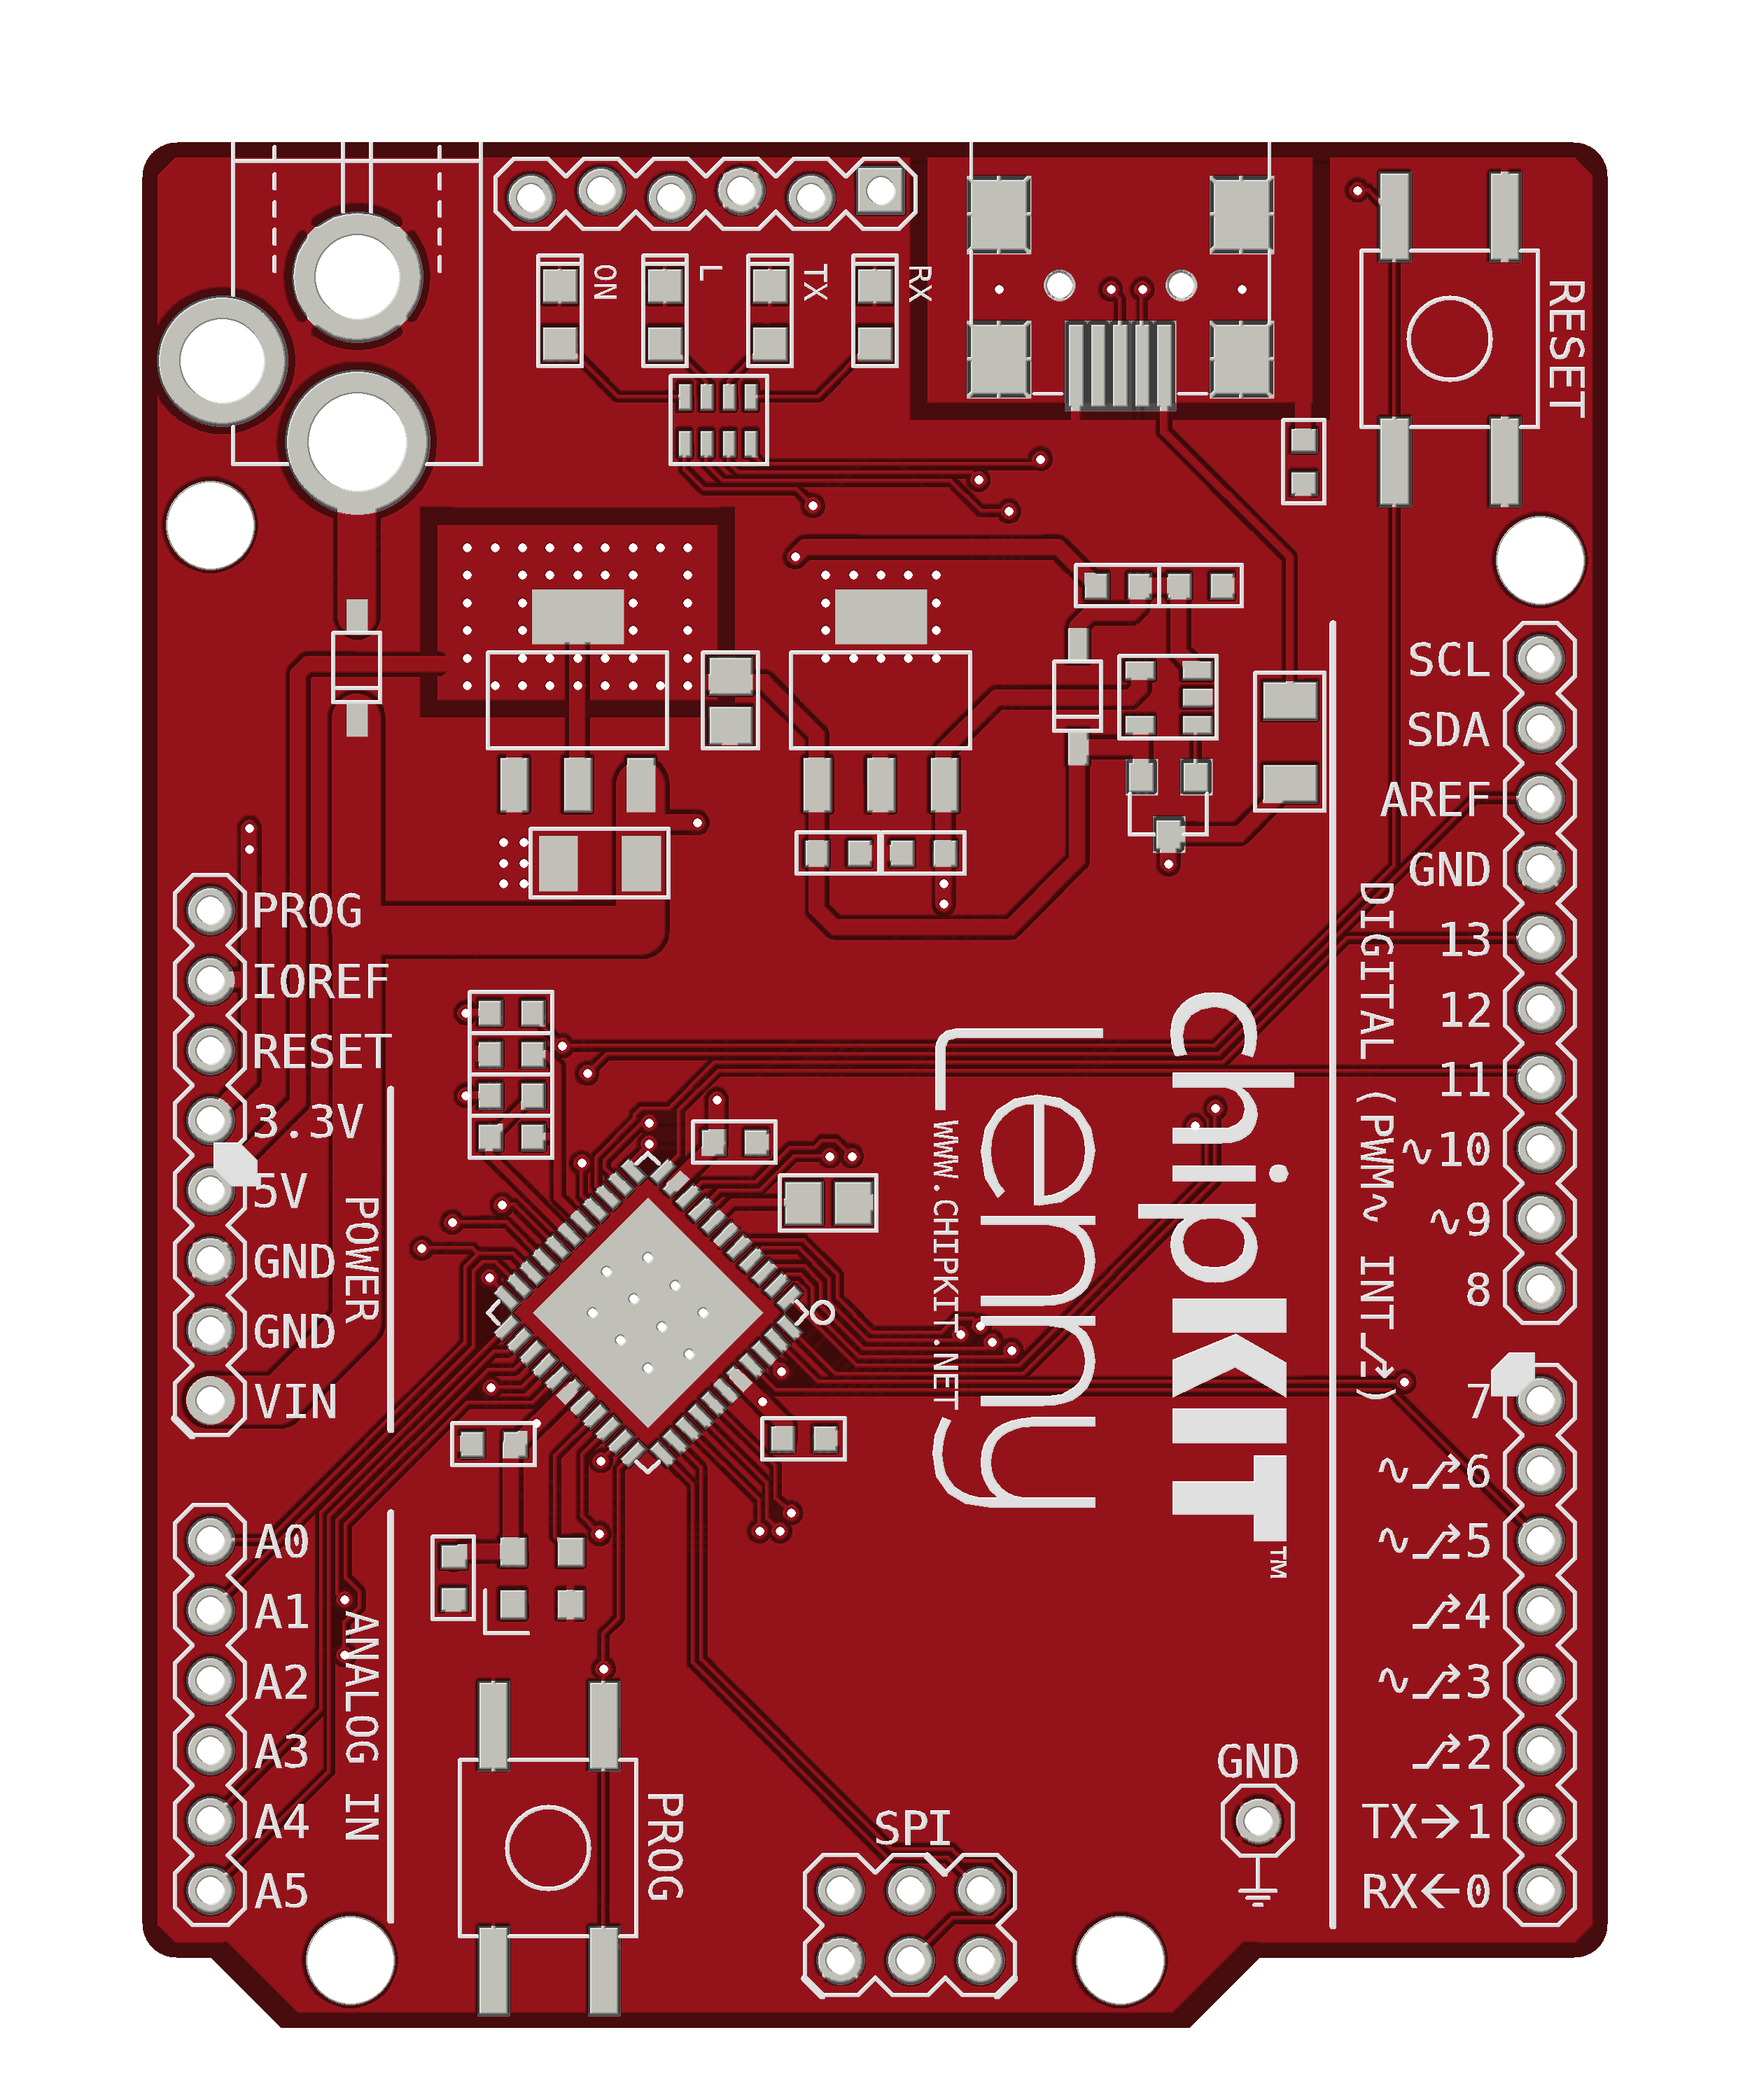 ON
L
TX
RX
RESET
SCL
SDA
AREF
GND
13
12
11
~10
~9
8
DIGITAL (PWM~ INT⎇)
7
~6
~5
4
~3
2
TX→1
RX←0
PROG
IOREF
RESET
3.3V
5V
GND
GND
VIN
POWER
A0
A1
A2
A3
A4
A5
ANALOG IN
chipKIT™
Lenny
WWW.CHIPKIT.NET
PROG
SPI
GND